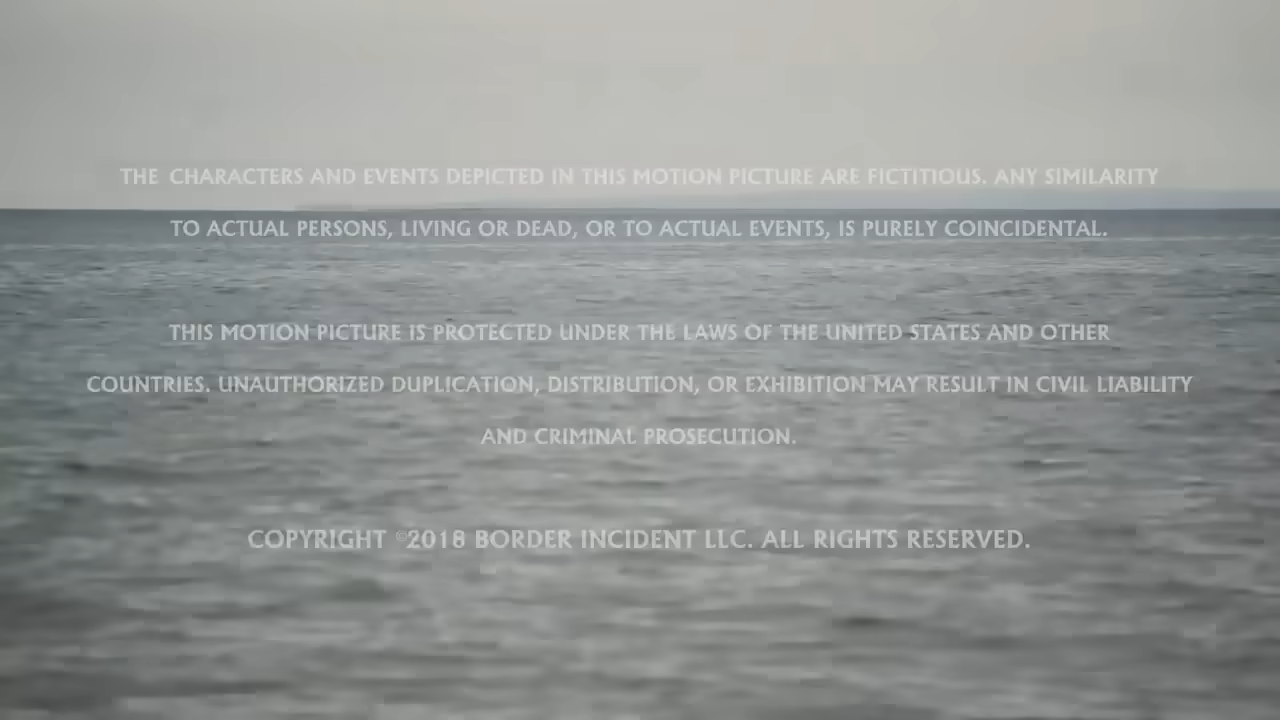 THE CHARACTERS AND EVENTS DEPICTED IN THIS MOTION PICTURE ARE FICTITIOUS. ANY SIMILARITY
TO ACTUAL PERSONS, LIVING OR DEAD, OR TO ACTUAL EVENTS, IS PURELY COINCIDENTAL.
THIS MOTION PICTURE IS PROTECTED UNDER THE LAWS OF THE UNITED STATES AND OTHER
COUNTRIES. UNAUTHORIZED DUPLICATION, DISTRIBUTION, OR EXHIBITION MAY RESULT IN CIVIL LIABILITY
AND CRIMINAL PROSECUTION.
COPYRIGHT ©2018 BORDER INCIDENT LLC. ALL RIGHTS RESERVED.